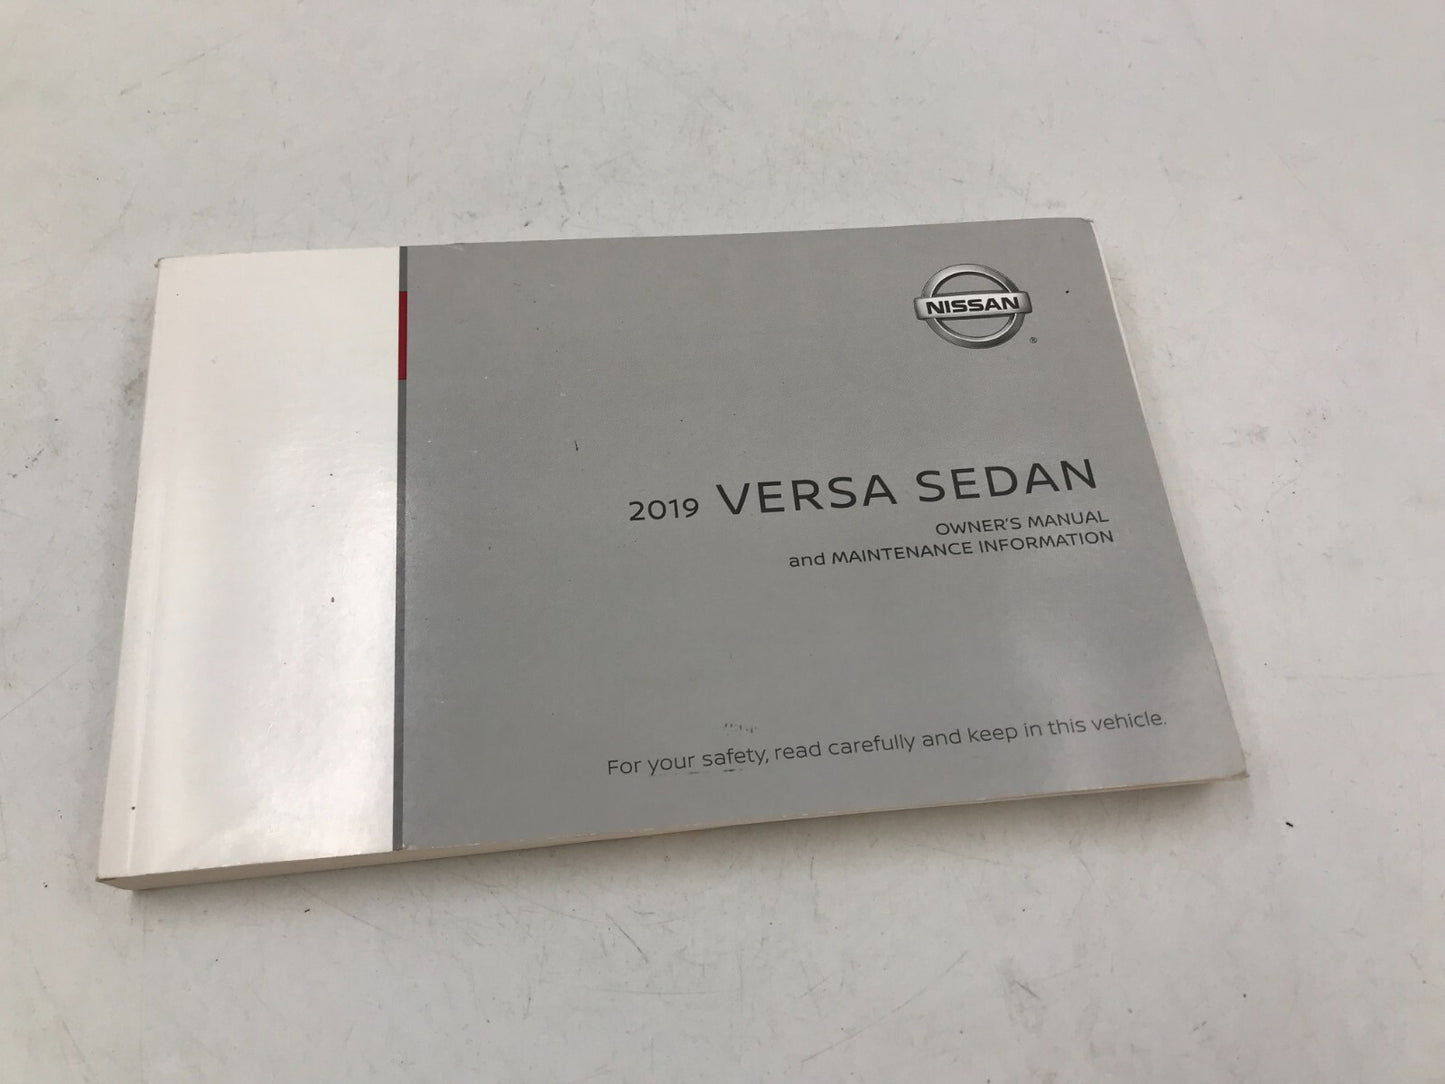 NISSAN
®
2019 VERSA SEDAN
OWNER'S MANUAL
and MAINTENANCE INFORMATION
For your safety, read carefully and keep in this vehicle.